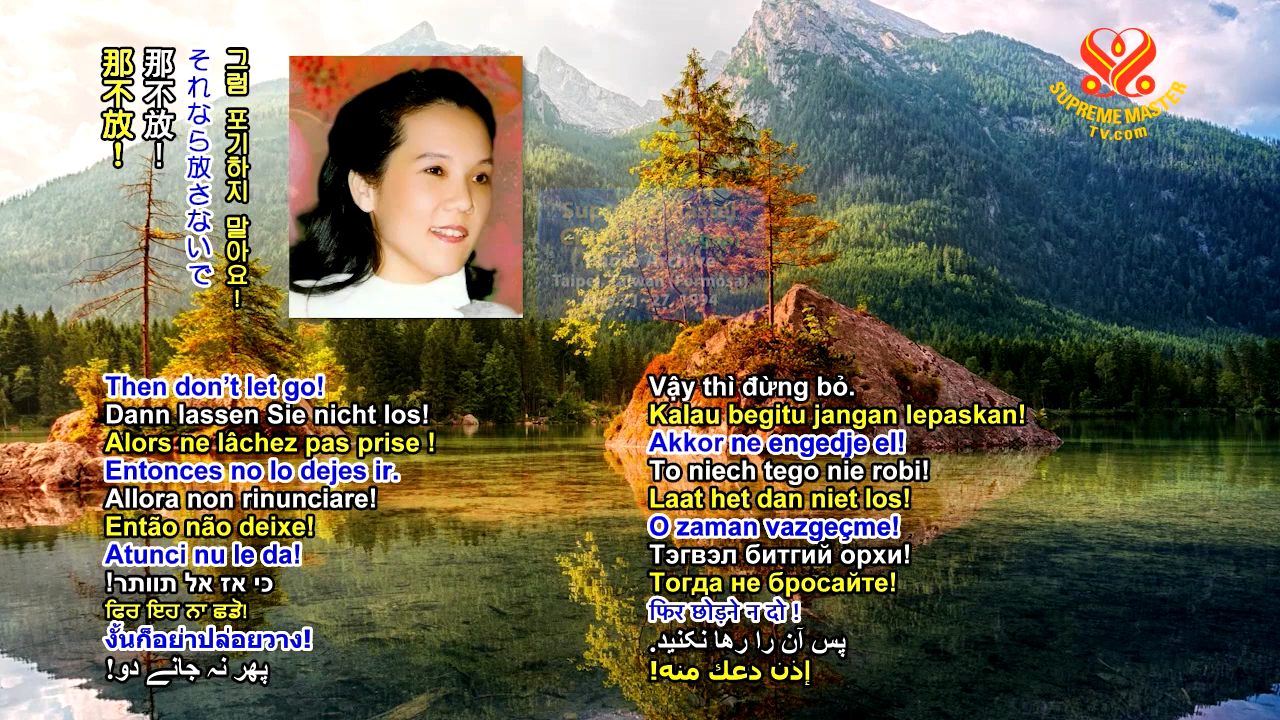 那不放！
那不放！
それなら放さないで
그럼 포기하지 말아요!
SUPREME MASTER
TV.com
Taipei, Taiwan (Formosa)
Then don’t let go!
Dann lassen Sie nicht los!
Alors ne lâchez pas prise !
Entonces no lo dejes ir.
Allora non rinunciare!
Então não deixe!
Atunci nu le da!
כי אז אל תוותר!
ਫਿਰ ਇਹ ਨਾ ਛਡੋ!
งั้นก็อย่าปล่อยวาง!
پھر نہ جانے دو!
Vậy thì đừng bỏ.
Kalau begitu jangan lepaskan!
Akkor ne engedje el!
To niech tego nie robi!
Laat het dan niet los!
O zaman vazgeçme!
Тэгвэл битгий орхи!
Тогда не бросайте!
फिर छोड़ने न दो !
پس آن را رها نکنید.
إذن دعك منه!